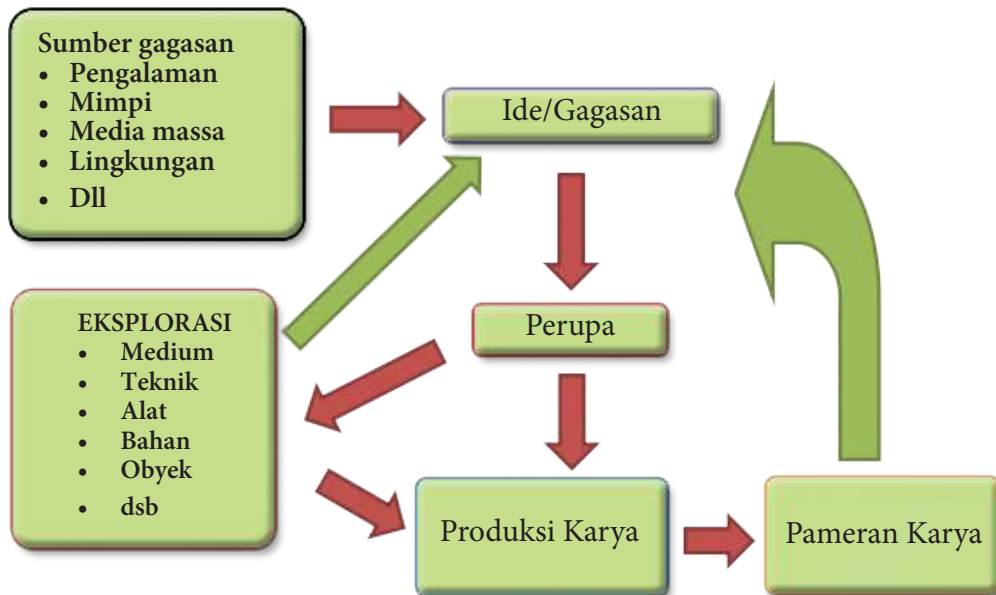 Sumber gagasan
• Pengalaman
• Mimpi
• Media massa
• Lingkungan
• Dll
Ide/Gagasan
Perupa
EKSPLORASI
• Medium
• Teknik
• Alat
• Bahan
• Obyek
• dsb
Produksi Karya
Pameran Karya